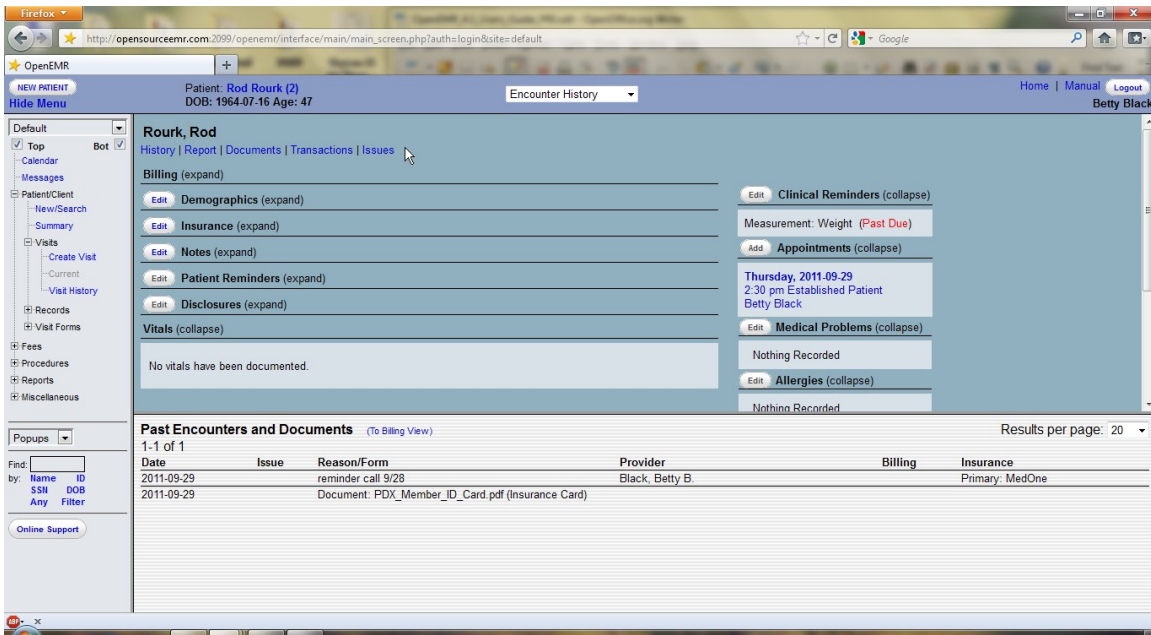 Firefox
http://opensourceemr.com:2099/openemr/interface/main/main_screen.php?auth=login&site=default
Google
OpenEMR
NEW PATIENT
Hide Menu
Patient: Rod Rourk (2)
DOB: 1964-07-16 Age: 47
Encounter History
Home | Manual Logout
Betty Black
Default
Top Bot
Calendar
Messages
Patient/Client
New/Search
Summary
Visits
Create Visit
Current
Visit History
Records
Visit Forms
Fees
Procedures
Reports
Miscellaneous
Popups
Find:
by: Name ID
SSN DOB
Any Filter
Online Support
Rourk, Rod
History | Report | Documents | Transactions | Issues
Billing (expand)
Edit Demographics (expand)
Edit Insurance (expand)
Edit Notes (expand)
Edit Patient Reminders (expand)
Edit Disclosures (expand)
Vitals (collapse)
No vitals have been documented.
Edit Clinical Reminders (collapse)
Measurement: Weight (Past Due)
Add Appointments (collapse)
Thursday, 2011-09-29
2:30 pm Established Patient
Betty Black
Edit Medical Problems (collapse)
Nothing Recorded
Edit Allergies (collapse)
Nothing Recorded
Past Encounters and Documents (To Billing View)
Results per page: 20
1-1 of 1
Date Issue Reason/Form Provider Billing Insurance
2011-09-29 reminder call 9/28 Black, Betty B. Primary: MedOne
2011-09-29 Document: PDX_Member_ID_Card.pdf (Insurance Card)
ABP